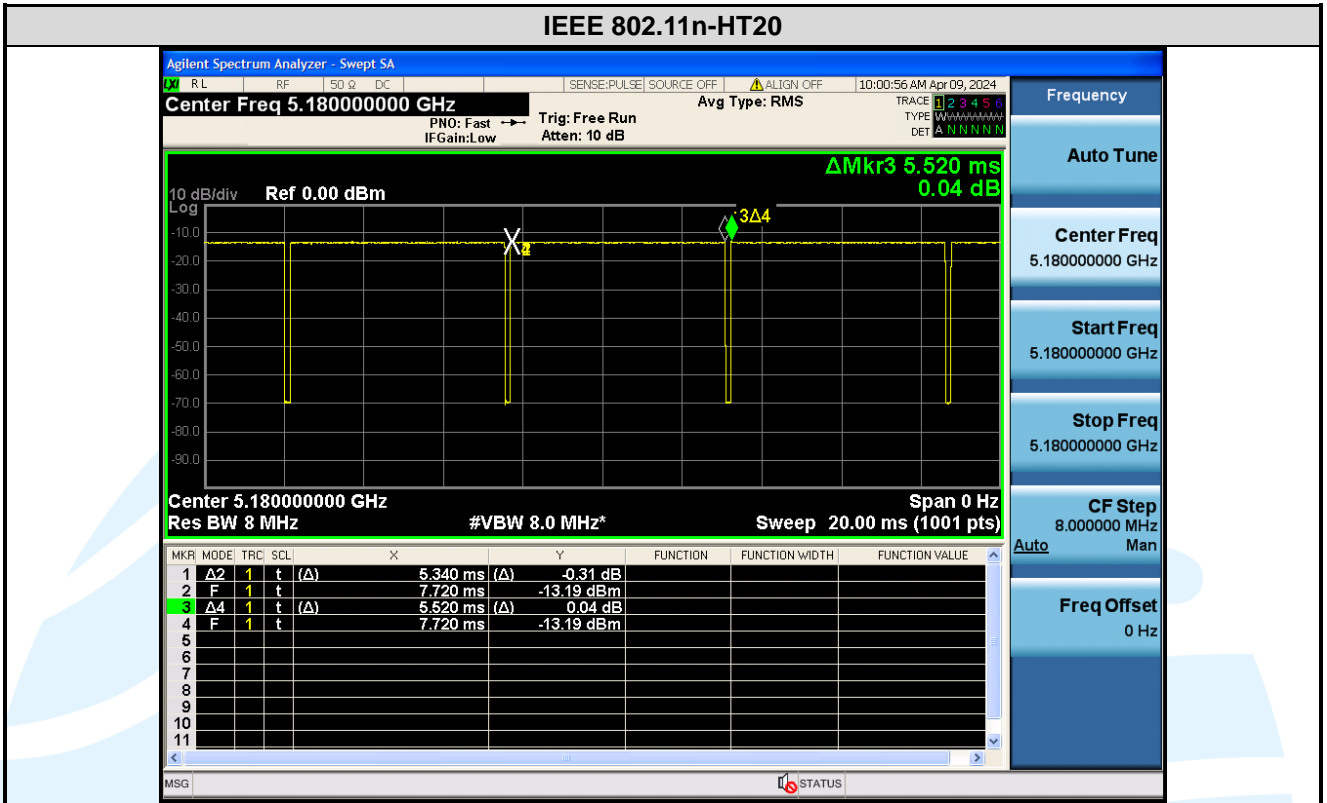 IEEE 802.11n-HT20
Agilent Spectrum Analyzer - Swept SA
LXI RL RF 50 Ω DC SENSE:PULSE SOURCE OFF ALIGN OFF 10:00:56 AM Apr 09, 2024
Center Freq 5.180000000 GHz
PNO: Fast
IFGain:Low
Trig: Free Run
Atten: 10 dB
Avg Type: RMS
TRACE 1 2 3 4 5 6
TYPE
DET A N N N N N
ΔMkr3 5.520 ms
0.04 dB
10 dB/div Ref 0.00 dBm
Log
-10.0
-20.0
-30.0
-40.0
-50.0
-60.0
-70.0
-80.0
-90.0
3Δ4
Center 5.180000000 GHz Span 0 Hz
Res BW 8 MHz #VBW 8.0 MHz* Sweep 20.00 ms (1001 pts)
MKR MODE TRC SCL X Y FUNCTION FUNCTION WIDTH FUNCTION VALUE
1 Δ2 1 t (Δ) 5.340 ms (Δ) -0.31 dB
2 F 1 t 7.720 ms -13.19 dBm
3 Δ4 1 t (Δ) 5.520 ms (Δ) 0.04 dB
4 F 1 t 7.720 ms -13.19 dBm
5
6
7
8
9
10
11
MSG STATUS
Frequency
Auto Tune
Center Freq
5.180000000 GHz
Start Freq
5.180000000 GHz
Stop Freq
5.180000000 GHz
CF Step
8.000000 MHz
Auto Man
Freq Offset
0 Hz